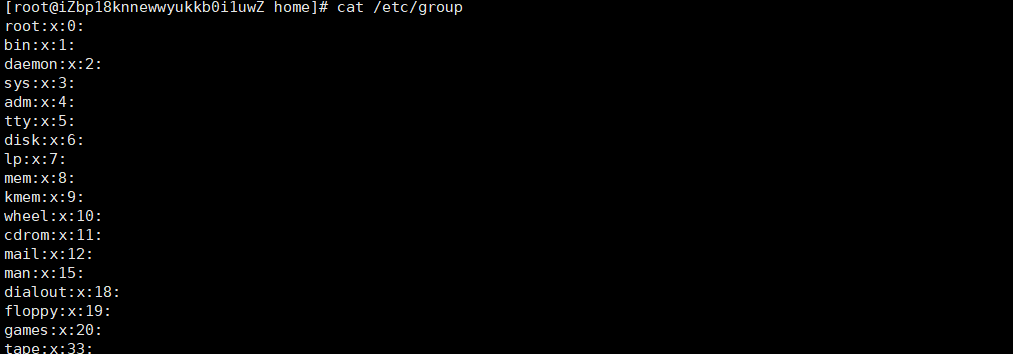 [root@iZbp18knnewwyukkb0i1uwZ home]# cat /etc/group
root:x:0:
bin:x:1:
daemon:x:2:
sys:x:3:
adm:x:4:
tty:x:5:
disk:x:6:
lp:x:7:
mem:x:8:
kmem:x:9:
wheel:x:10:
cdrom:x:11:
mail:x:12:
man:x:15:
dialout:x:18:
floppy:x:19:
games:x:20:
tape:x:33: